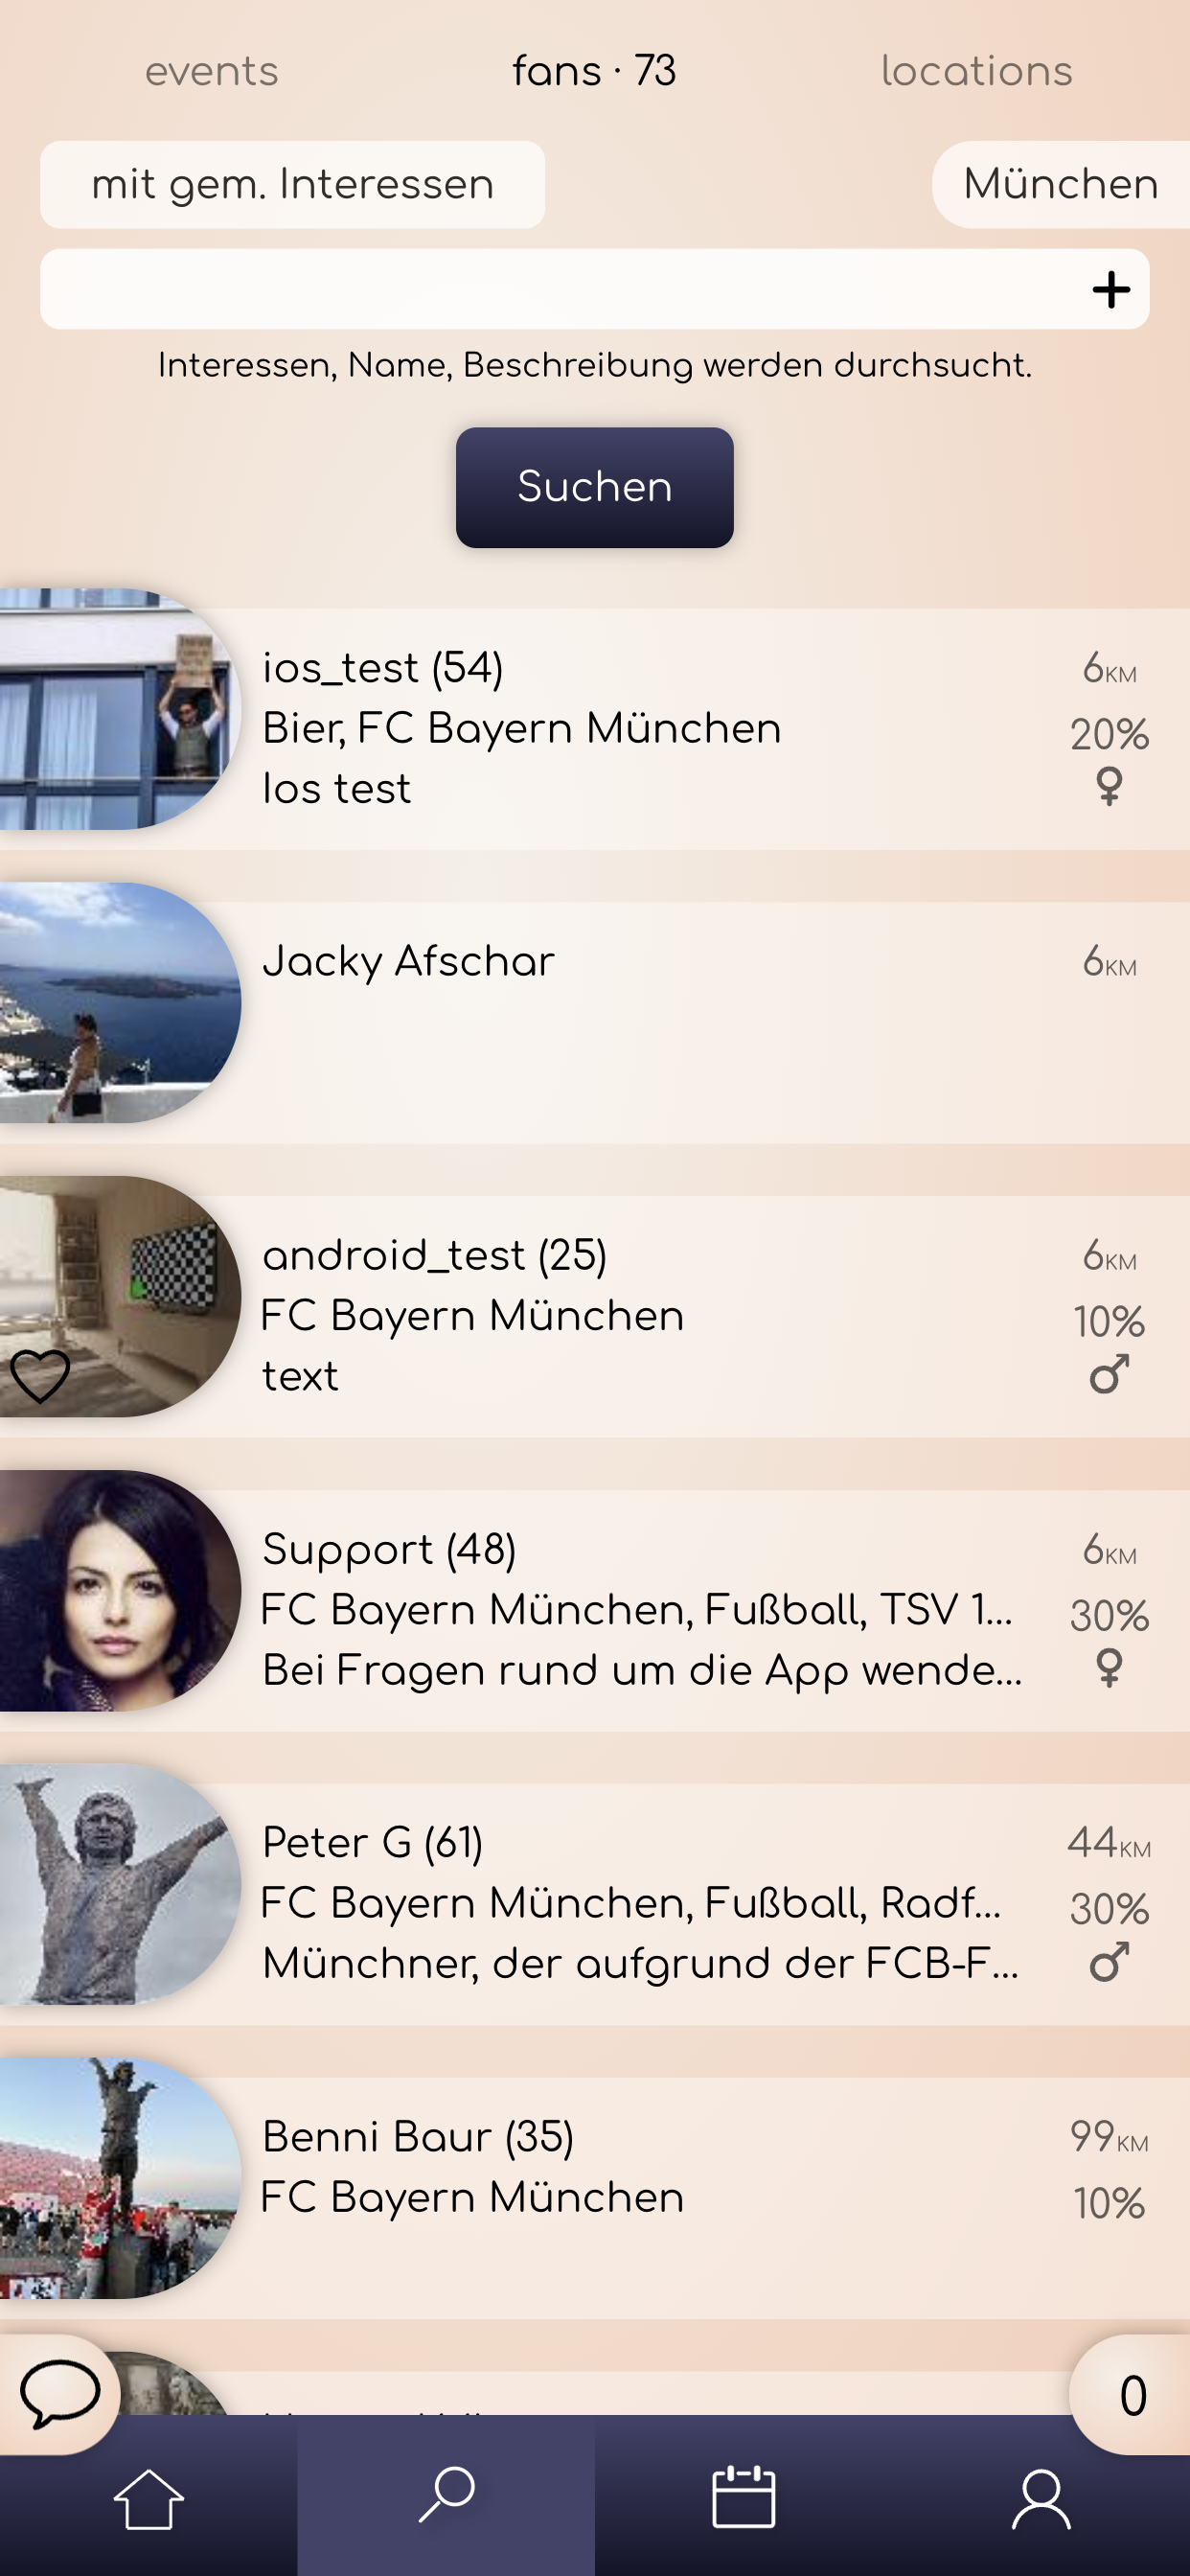 events
fans · 73
locations
mit gem. Interessen
München
Interessen, Name, Beschreibung werden durchsucht.
Suchen
ios_test (54)
6KM
Bier, FC Bayern München
20%
Ios test
Jacky Afschar
6KM
android_test (25)
6KM
FC Bayern München
10%
text
Support (48)
6KM
FC Bayern München, Fußball, TSV 1...
30%
Bei Fragen rund um die App wende...
Peter G (61)
44KM
FC Bayern München, Fußball, Radf...
30%
Münchner, der aufgrund der FCB-F...
Benni Baur (35)
99KM
FC Bayern München
10%
0